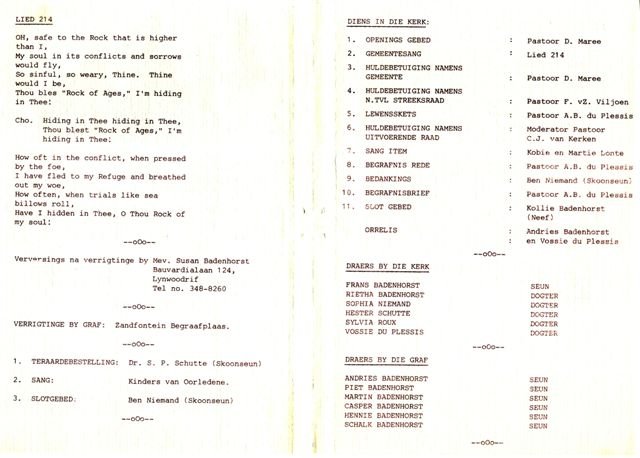 LIED 214
OH, safe to the Rock that is higher
than I,
My soul in its conflicts and sorrows
would fly,
So sinful, so weary, Thine. Thine
would I be,
Thou bles "Rock of Ages," I'm hiding
in Thee!
Cho. Hiding in Thee hiding in Thee,
Thou blest "Rock of Ages," I'm
hiding in Thee!
How oft in the conflict, when pressed
by the foe,
I have fled to my Refuge and breathed
out my woe,
How often, when trials like sea
billows roll,
Have I hidden in Thee, O Thou Rock of
my soul!
--oOo--
Verversings na verrigtinge by Mev. Susan Badenhorst
Bauvardialaan 124,
Lynwoodrif
Tel no. 348-8260
--oOo--
VERRIGTINGE BY GRAF: Zandfontein Begraafplaas.
--oOo--
1. TERAARDEBESTELLING: Dr. S. P. Schutte (Skoonseun)
2. SANG: Kinders van Oorledene.
3. SLOTGEBED: Ben Niemand (Skoonseun)
--oOo--
DIENS IN DIE KERK:
1. OPENINGS GEBED : Pastoor D. Maree
2. GEMEENTESANG : Lied 214
3. HULDEBETUIGING NAMENS
GEMEENTE : Pastoor D. Maree
4. HULDEBETUIGING NAMENS
N.TVL STREEKSRAAD : Pastoor F. vZ. Viljoen
5. LEWENSSKETS : Pastoor A.B. du Plessis
6. HULDEBETUIGING NAMENS : Moderator Pastoor
UITVOERENDE RAAD C.J. van Kerken
7. SANG ITEM : Kobie en Martie Lonte
8. BEGRAFNIS REDE : Pastoor A.B. du Plessis
9. BEDANKINGS : Ben Niemand (Skoonseun)
10. BEGRAFNISBRIEF : Pastoor A.B. du Plessis
11. SLOT GEBED : Kollie Badenhorst
(Neef)
ORRELIS : Andries Badenhorst
: en Vossie du Plessis
--oOo--
DRAERS BY DIE KERK
FRANS BADENHORST SEUN
RIETHA BADENHORST DOGTER
SOPHIA NIEMAND DOGTER
HESTER SCHUTTE DOGTER
SYLVIA ROUX DOGTER
VOSSIE DU PLESSIS DOGTER
--oOo--
DRAERS BY DIE GRAF
ANDRIES BADENHORST SEUN
PIET BADENHORST SEUN
MARTIN BADENHORST SEUN
CASPER BADENHORST SEUN
HENNIE BADENHORST SEUN
SCHALK BADENHORST SEUN
--oOo--